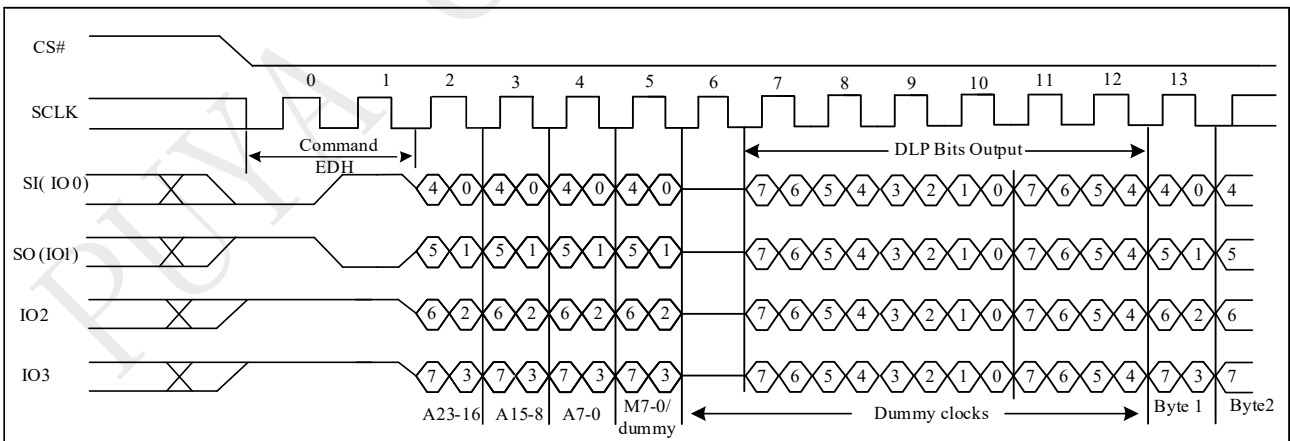 CS#
0 1 2 3 4 5 6 7 8 9 10 11 12 13
SCLK
Command
EDH
DLP Bits Output
SI( IO0) 4 0 4 0 4 0 4 0 7 6 5 4 3 2 1 0 7 6 5 4 4 0 4
SO (IO1) 5 1 5 1 5 1 5 1 7 6 5 4 3 2 1 0 7 6 5 4 5 1 5
IO2 6 2 6 2 6 2 6 2 7 6 5 4 3 2 1 0 7 6 5 4 6 2 6
IO3 7 3 7 3 7 3 7 3 7 6 5 4 3 2 1 0 7 6 5 4 7 3 7
A23-16 A15-8 A7-0 M7-0/
dummy
Dummy clocks
Byte 1 Byte2
PUYA